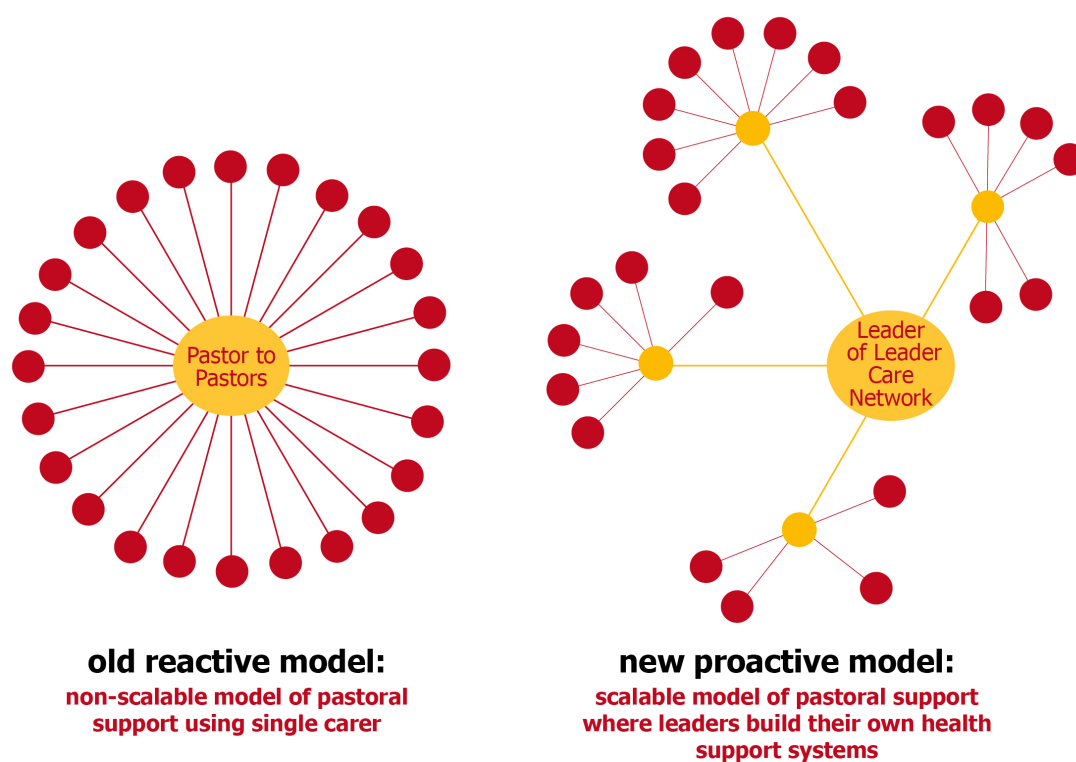 Pastor to
Pastors
Leader
of Leader
Care
Network
old reactive model:
non-scalable model of pastoral
support using single carer
new proactive model:
scalable model of pastoral support
where leaders build their own health
support systems